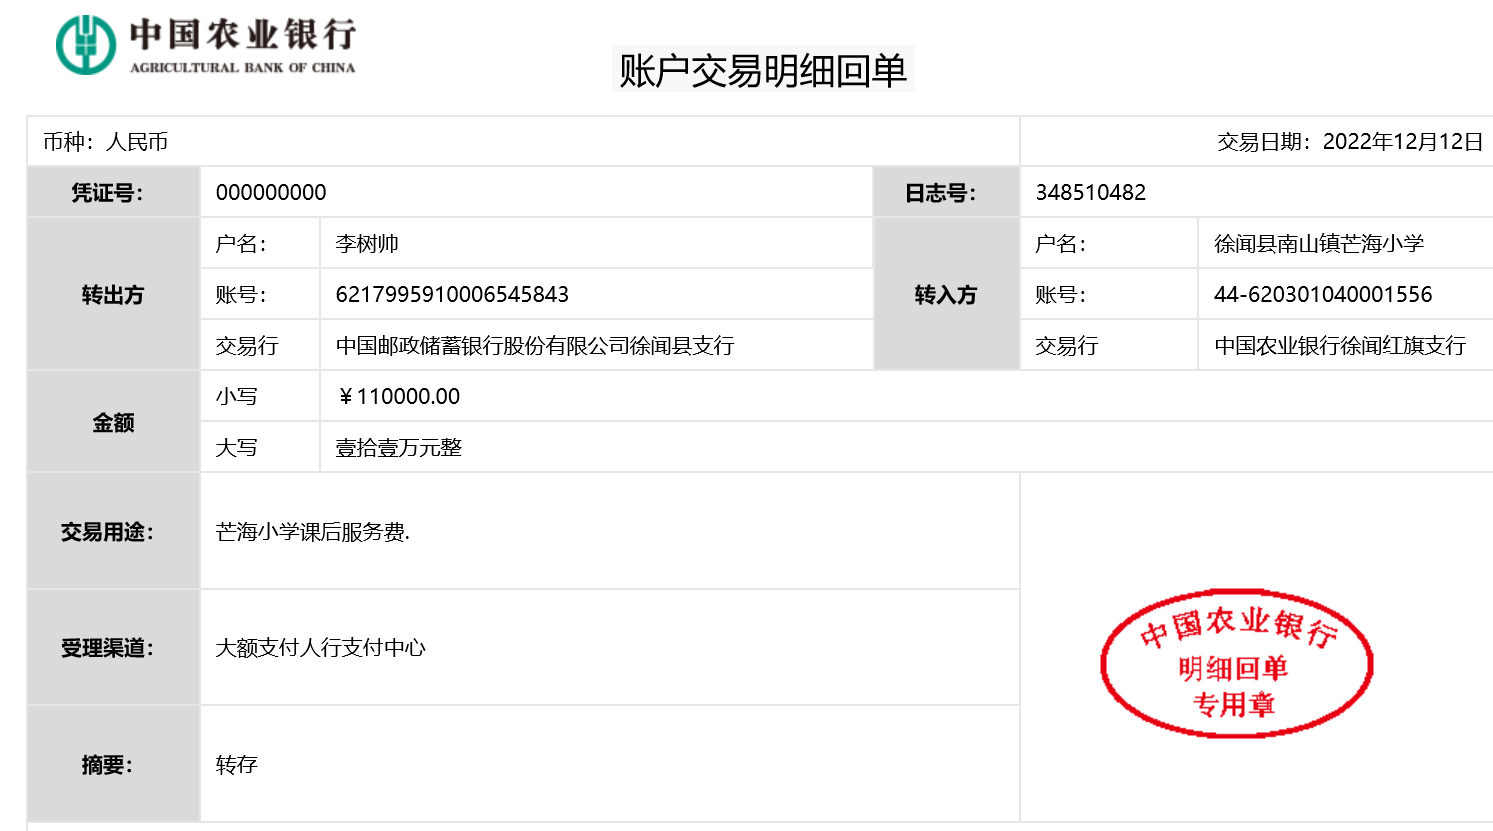 中国农业银行
AGRICULTURAL BANK OF CHINA
账户交易明细回单
币种：人民币 交易日期：2022年12月12日
凭证号： 000000000 日志号： 348510482
转出方 户名： 李树帅 转入方 户名： 徐闻县南山镇芒海小学
账号： 6217995910006545843 账号： 44-620301040001556
交易行 中国邮政储蓄银行股份有限公司徐闻县支行 交易行 中国农业银行徐闻红旗支行
金额 小写 ￥110000.00
大写 壹拾壹万元整
交易用途： 芒海小学课后服务费.
受理渠道： 大额支付人行支付中心
摘要： 转存
中国农业银行
明细回单
专用章